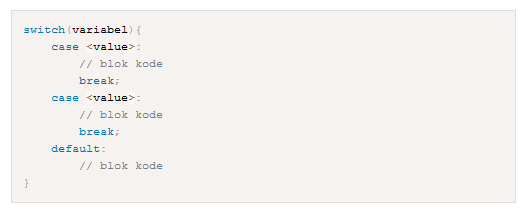 switch(variabel){
    case <value>:
        // blok kode
        break;
    case <value>:
        // blok kode
        break;
    default:
        // blok kode
}